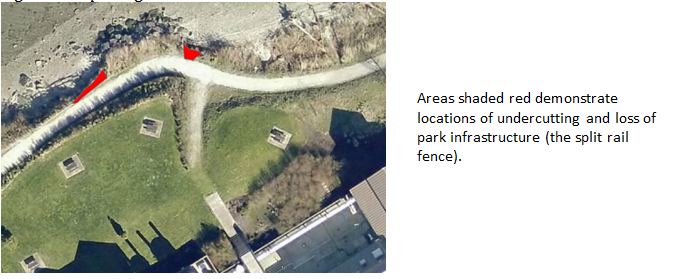 Areas shaded red demonstrate
locations of undercutting and loss of
park infrastructure (the split rail
fence).